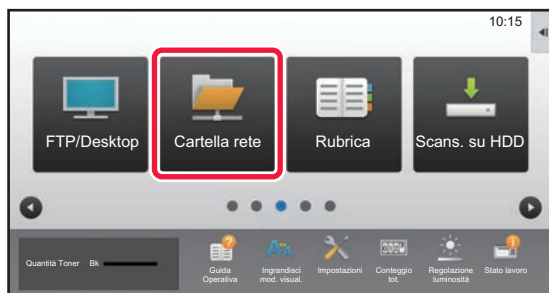 10:15
FTP/Desktop
Cartella rete
Rubrica
Scans. su HDD
Quantità Toner Bk
Guida
Operativa
Ingrandisci
mod. visual.
Impostazioni
Conteggio
tot.
Regolazione
luminosità
Stato lavoro